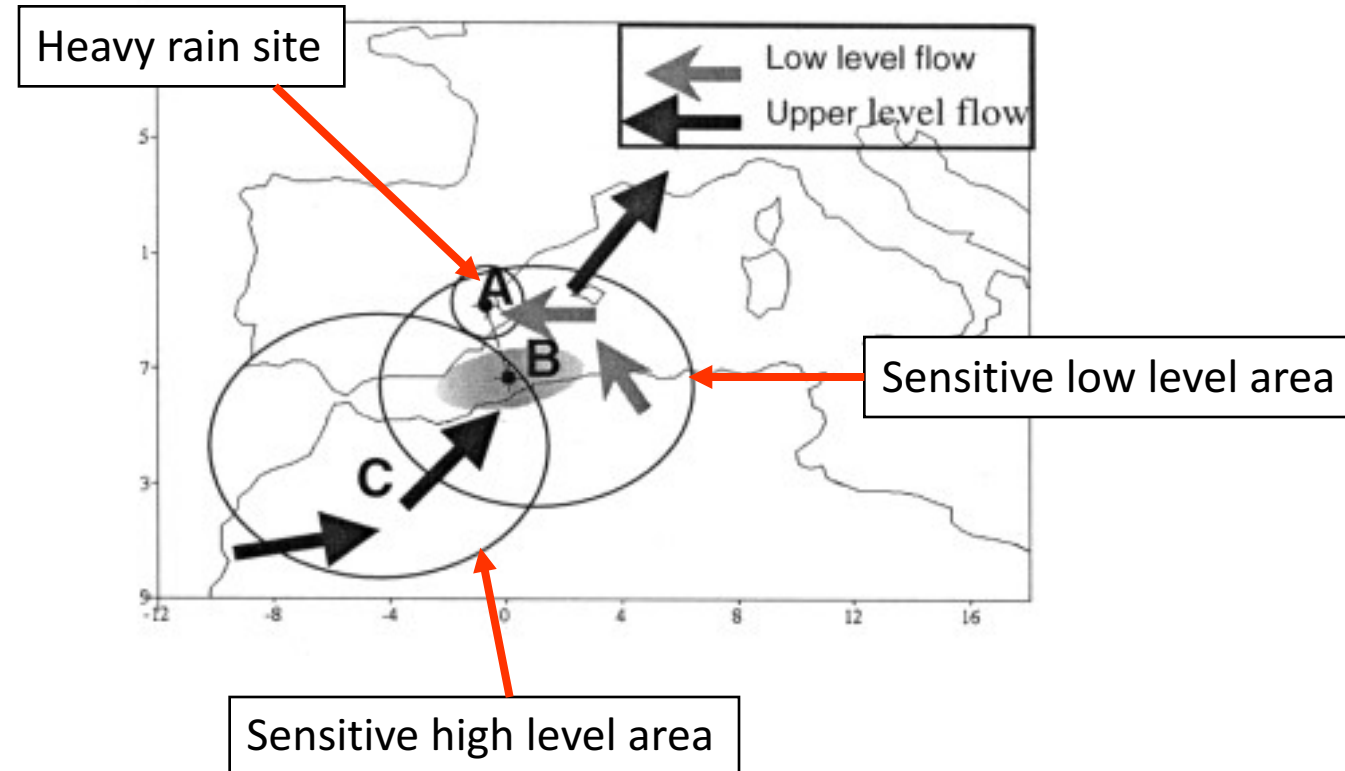 Heavy rain site
Low level flow
Upper level flow
5
1
A
B
7
Sensitive low level area
C
3
9
-12
-8
-4
0
4
8
12
16
Sensitive high level area